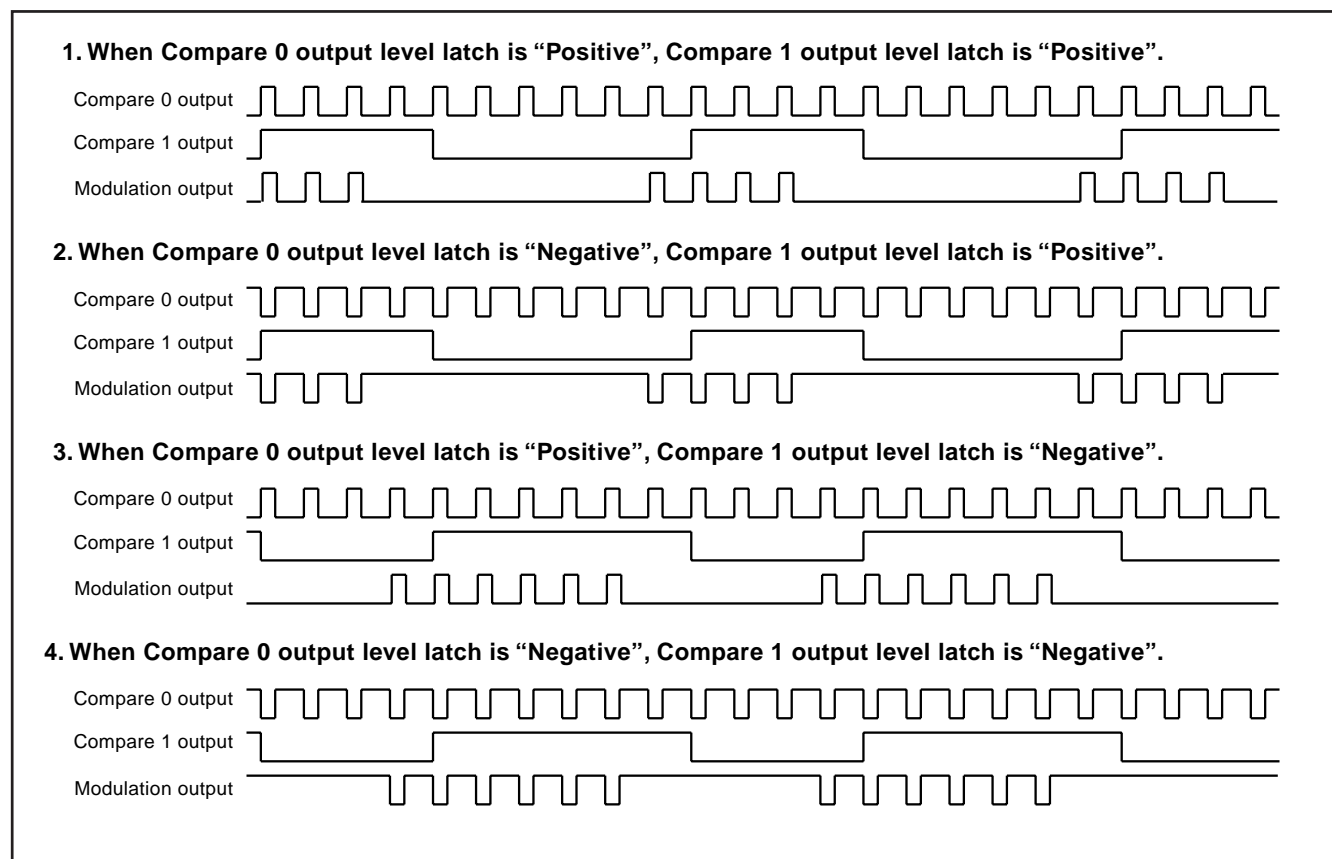 1. When Compare 0 output level latch is “Positive”, Compare 1 output level latch is “Positive”.
Compare 0 output
Compare 1 output
Modulation output
2. When Compare 0 output level latch is “Negative”, Compare 1 output level latch is “Positive”.
Compare 0 output
Compare 1 output
Modulation output
3. When Compare 0 output level latch is “Positive”, Compare 1 output level latch is “Negative”.
Compare 0 output
Compare 1 output
Modulation output
4. When Compare 0 output level latch is “Negative”, Compare 1 output level latch is “Negative”.
Compare 0 output
Compare 1 output
Modulation output